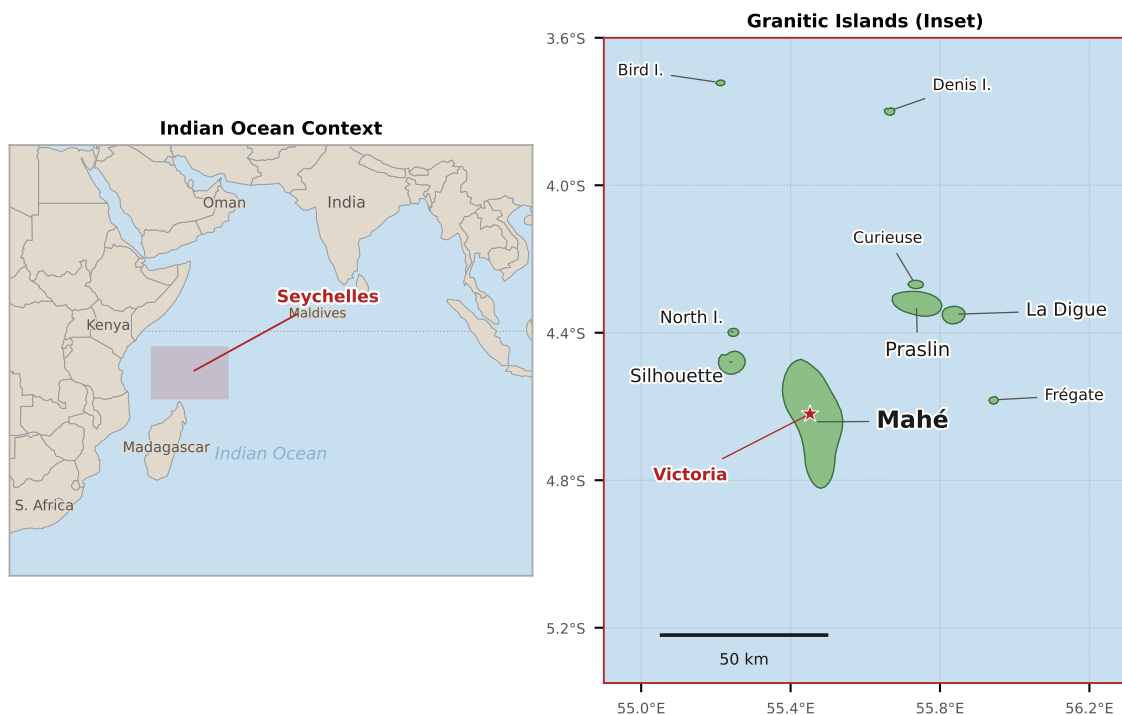 Indian Ocean Context
Oman
India
Seychelles
Maldives
Kenya
Madagascar
Indian Ocean
S. Africa
Granitic Islands (Inset)
3.6°S
4.0°S
4.4°S
4.8°S
5.2°S
Bird I.
Denis I.
Curieuse
North I.
La Digue
Praslin
Silhouette
Frégate
Mahé
Victoria
50 km
55.0°E
55.4°E
55.8°E
56.2°E